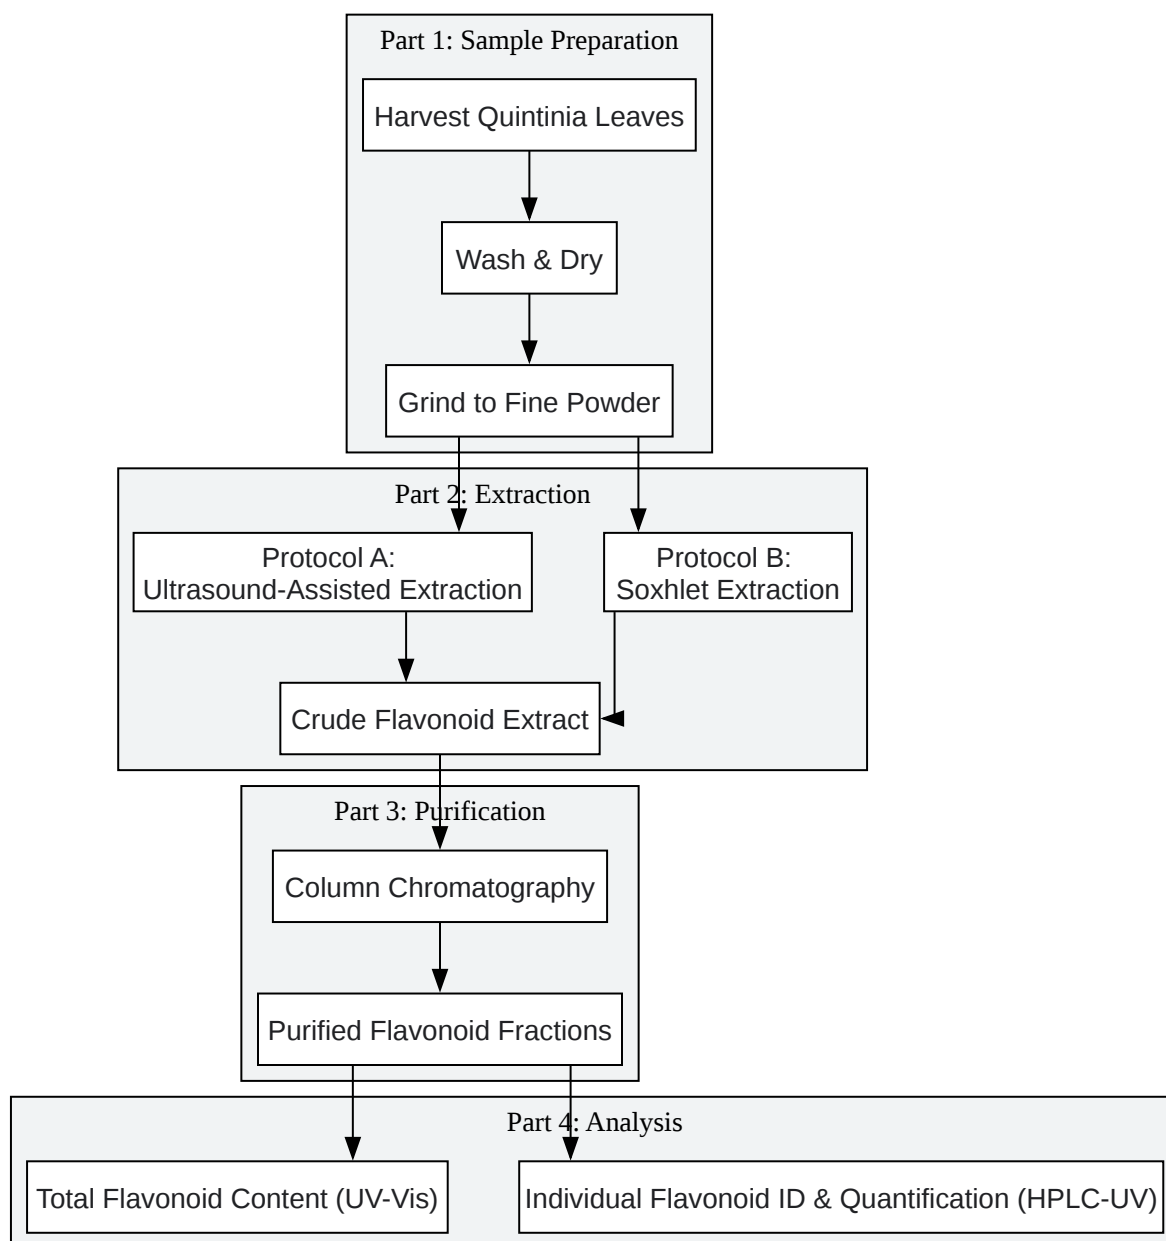 Part 1: Sample Preparation
Harvest Quintinia Leaves
Wash & Dry
Grind to Fine Powder
Part 2: Extraction
Protocol A:
Ultrasound-Assisted Extraction
Protocol B:
Soxhlet Extraction
Crude Flavonoid Extract
Part 3: Purification
Column Chromatography
Purified Flavonoid Fractions
Part 4: Analysis
Total Flavonoid Content (UV-Vis)
Individual Flavonoid ID & Quantification (HPLC-UV)